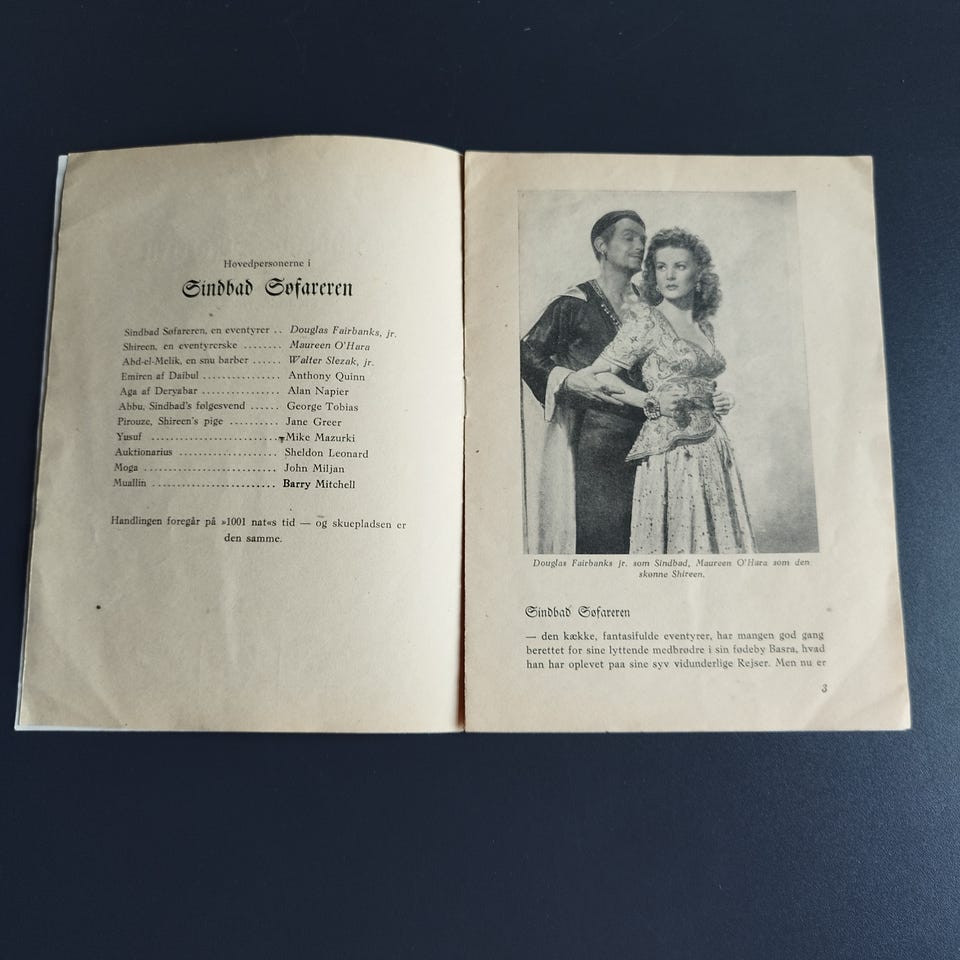 Hovedpersonerne i
Sindbad Søfareren
Sindbad Søfareren, en eventyrer .. Douglas Fairbanks, jr.
Shireen, en eventyrerske ....... Maureen O'Hara
Abd-el-Melik, en snu barber ...... Walter Slezak, jr.
Emiren af Daibul ................ Anthony Quinn
Aga af Deryabar ................ Alan Napier
Abbu, Sindbad's følgesvend ...... George Tobias
Pirouze, Shireen's pige .......... Jane Greer
Yusuf ........................... Mike Mazurki
Auktionarius .................... Sheldon Leonard
Moga ........................... John Miljan
Muallin ......................... Barry Mitchell
Handlingen foregår på »1001 nat«s tid — og skuepladsen er
den samme.
Douglas Fairbanks jr. som Sindbad, Maureen O'Hara som den
skønne Shireen.
Sindbad Søfareren
— den kække, fantasifulde eventyrer, har mangen god gang
berettet for sine lyttende medbrødre i sin fødeby Basra, hvad
han har oplevet paa sine syv vidunderlige Rejser. Men nu er
3